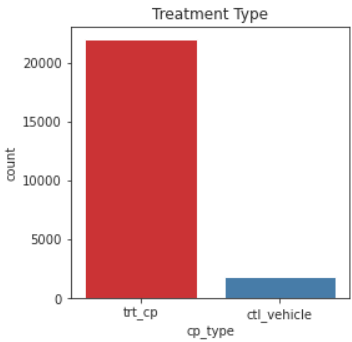 Treatment Type
20000
15000
10000
5000
0
count
trt_cp
ctl_vehicle
cp_type